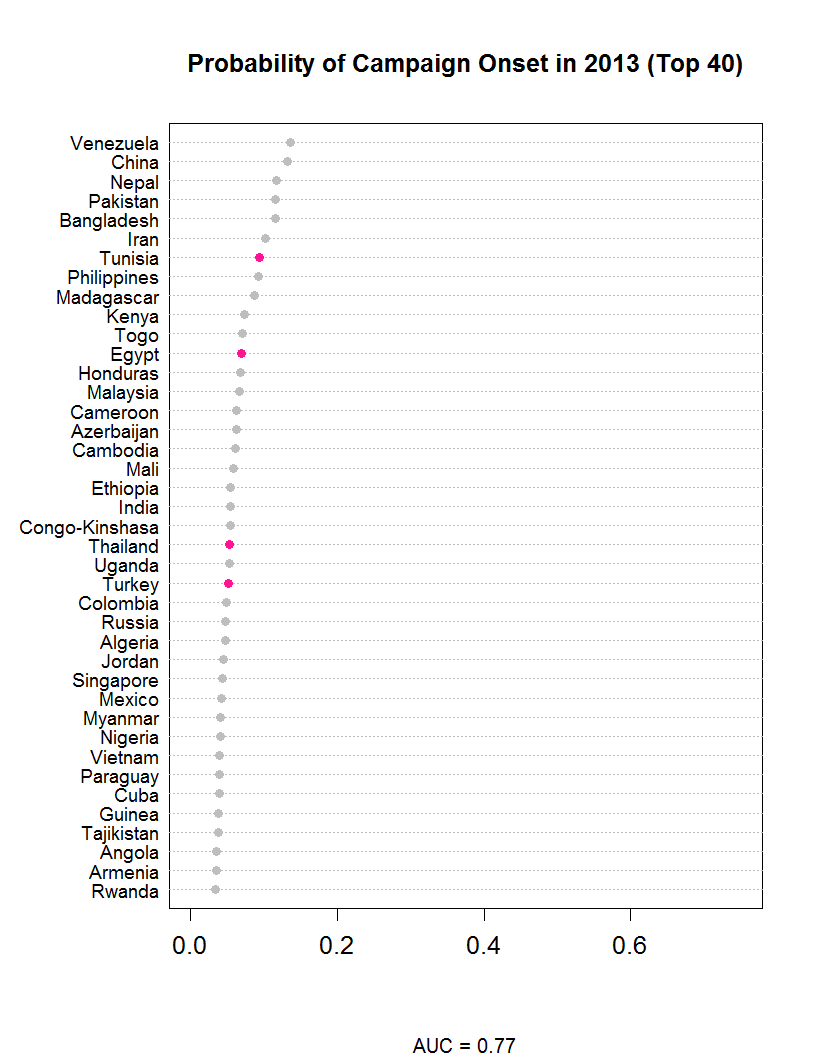 Probability of Campaign Onset in 2013 (Top 40)
Venezuela
China
Nepal
Pakistan
Bangladesh
Iran
Tunisia
Philippines
Madagascar
Kenya
Togo
Egypt
Honduras
Malaysia
Cameroon
Azerbaijan
Cambodia
Mali
Ethiopia
India
Congo-Kinshasa
Thailand
Uganda
Turkey
Colombia
Russia
Algeria
Jordan
Singapore
Mexico
Myanmar
Nigeria
Vietnam
Paraguay
Cuba
Guinea
Tajikistan
Angola
Armenia
Rwanda
0.0 0.2 0.4 0.6
AUC = 0.77